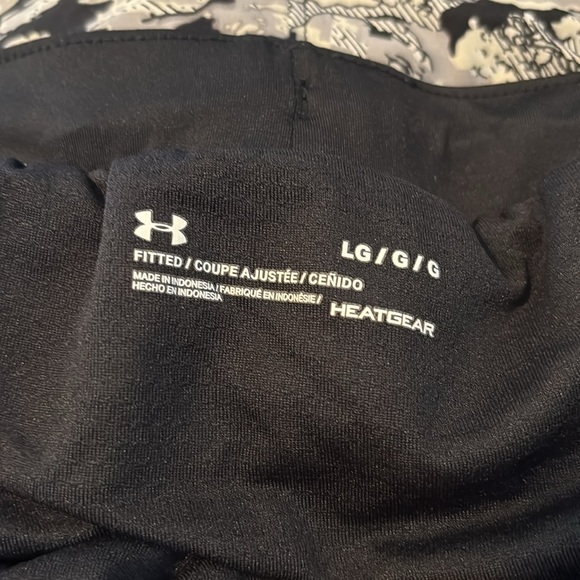 LG / G / G
FITTED / COUPE AJUSTÉE / CEÑIDO
MADE IN INDONESIA / FABRIQUÉ EN INDONÉSIE /
HECHO EN INDONESIA
HEATGEAR